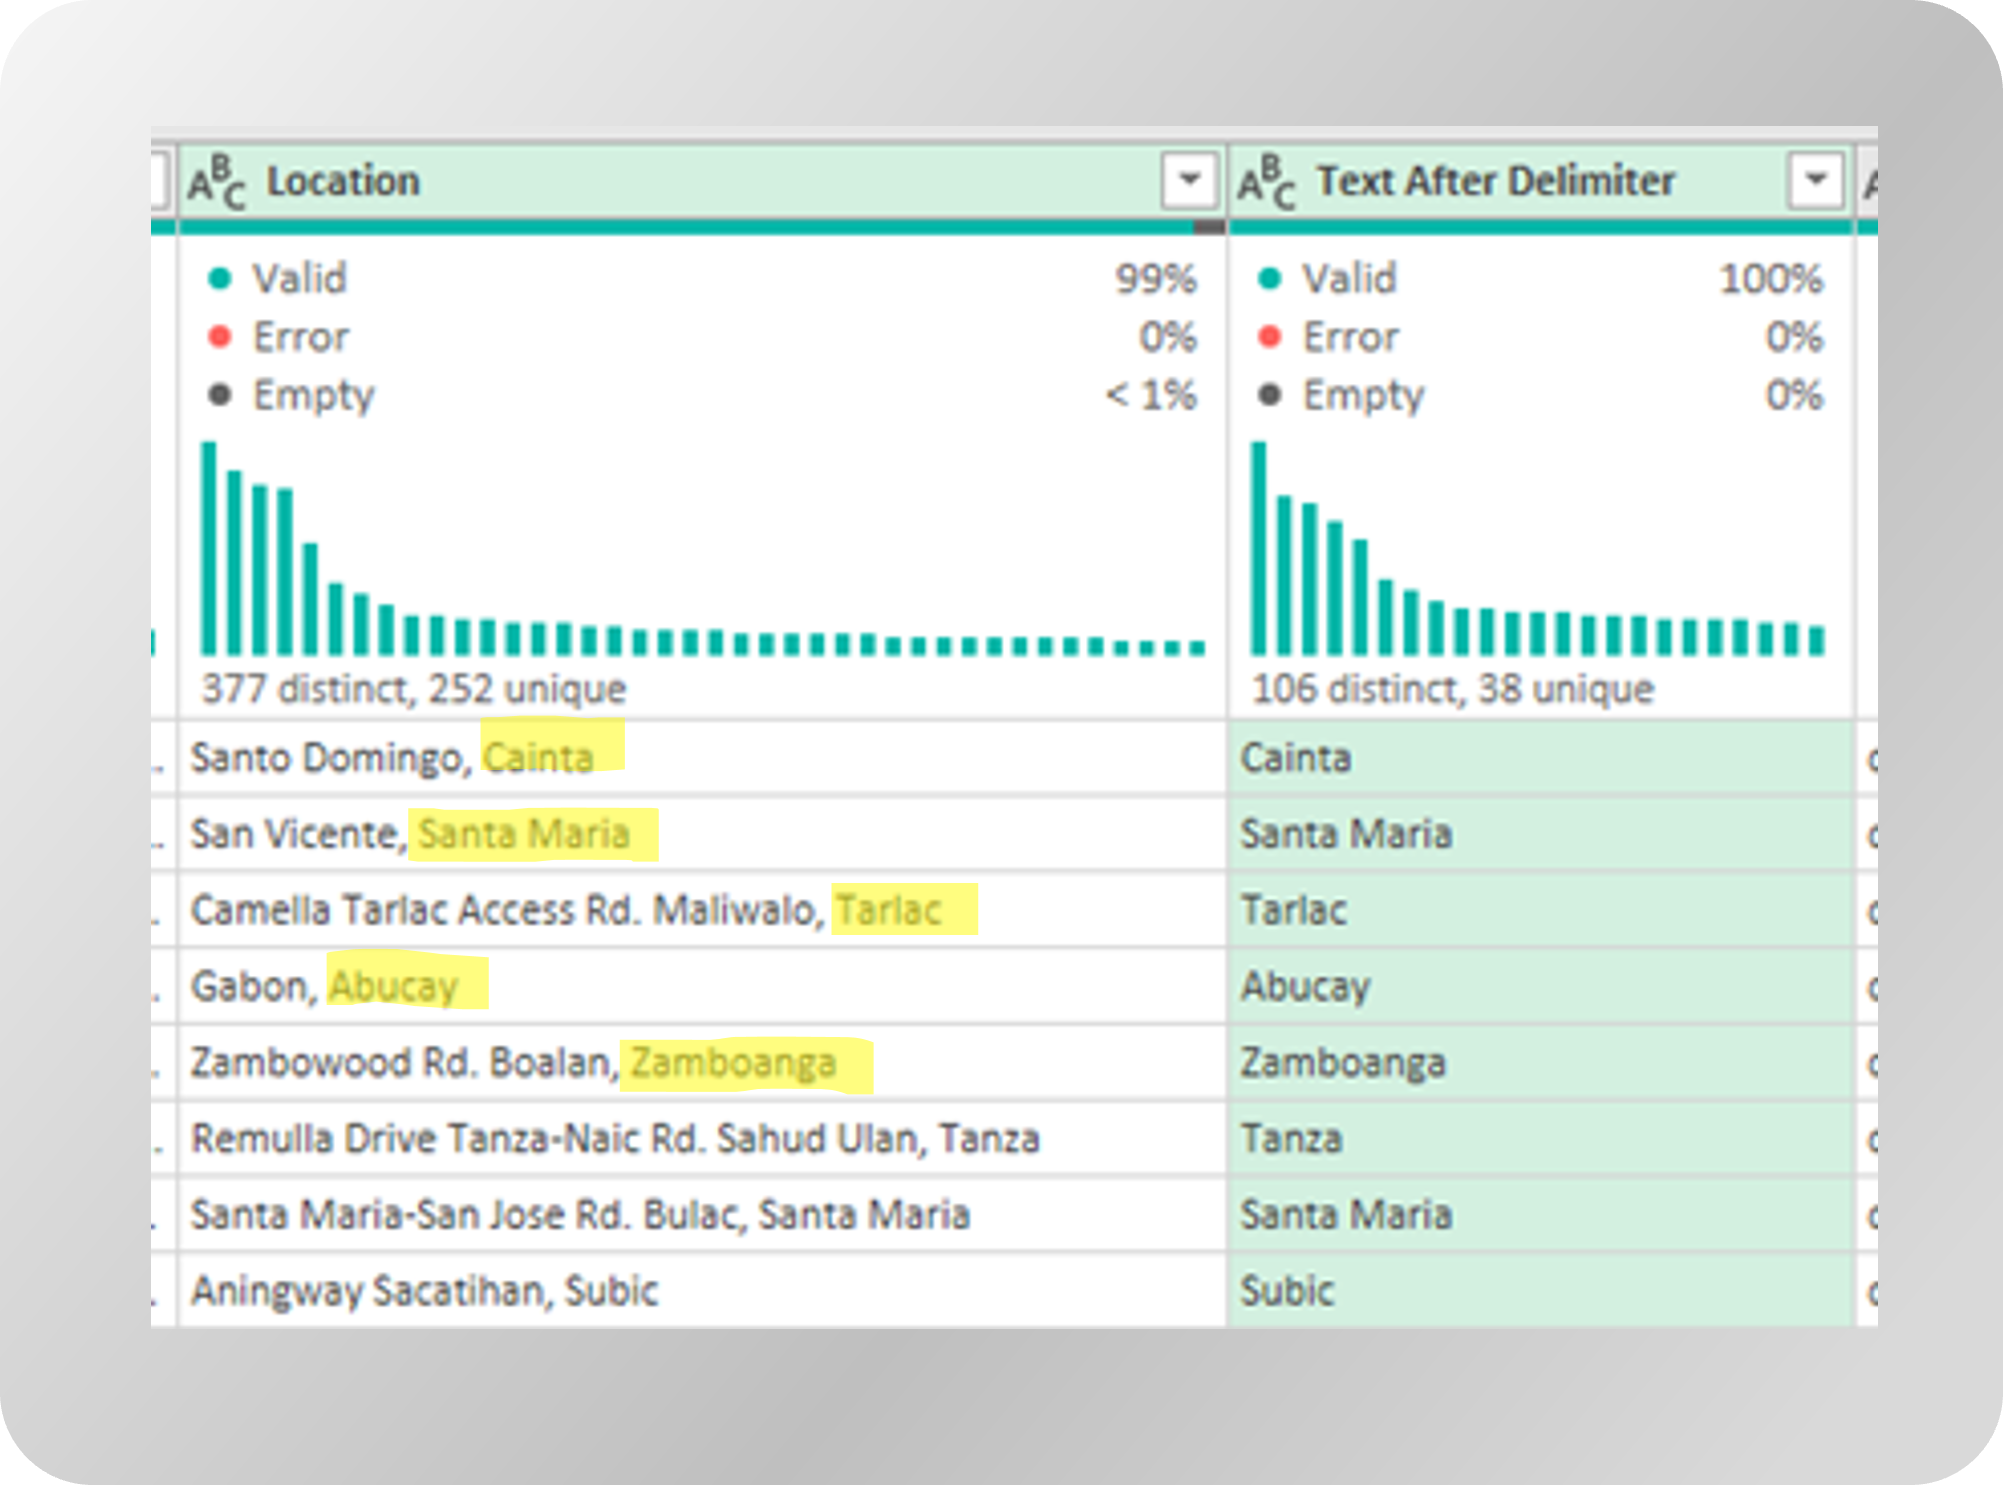 ABC Location ABC Text After Delimiter
Valid 99% Valid 100%
Error 0% Error 0%
Empty < 1% Empty 0%
377 distinct, 252 unique 106 distinct, 38 unique
Santo Domingo, Cainta Cainta
San Vicente, Santa Maria Santa Maria
Camella Tarlac Access Rd. Maliwalo, Tarlac Tarlac
Gabon, Abucay Abucay
Zambowood Rd. Boalan, Zamboanga Zamboanga
Remulla Drive Tanza-Naic Rd. Sahud Ulan, Tanza Tanza
Santa Maria-San Jose Rd. Bulac, Santa Maria Santa Maria
Aningway Sacatihan, Subic Subic